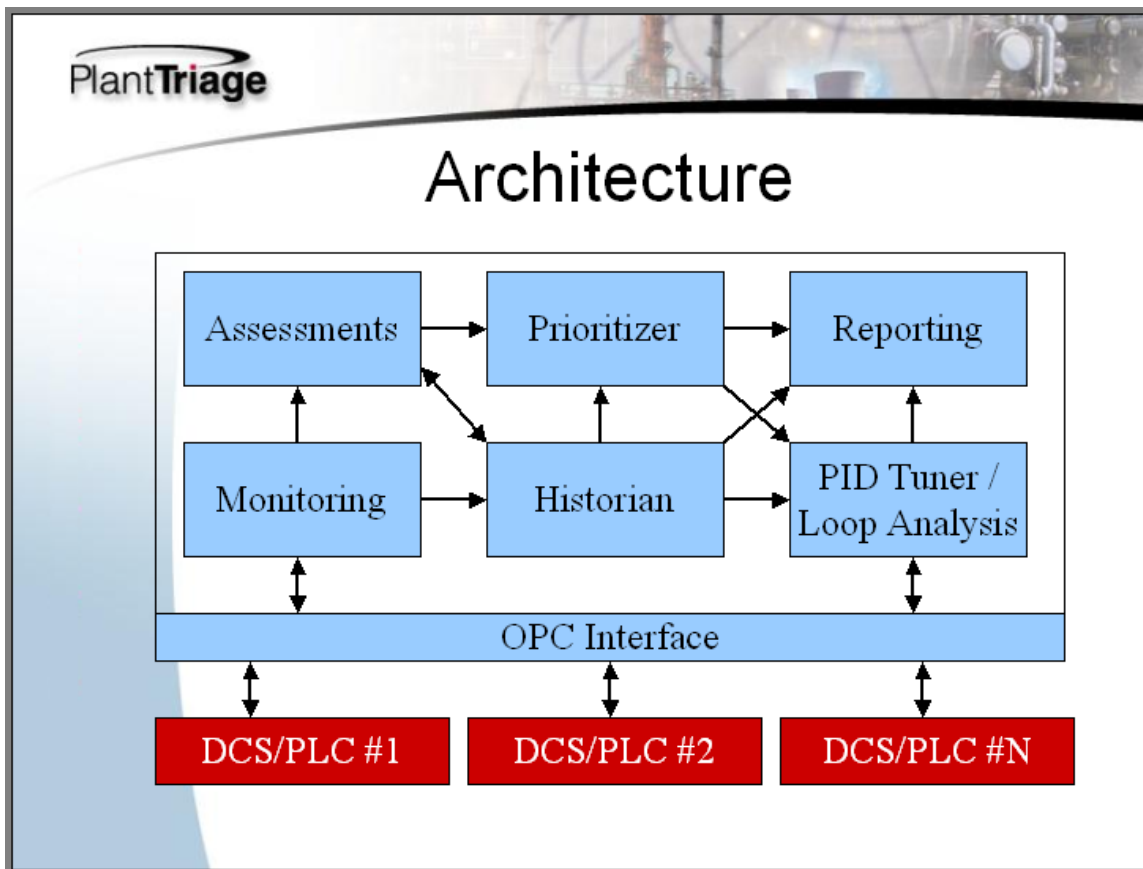 PlantTriage
Architecture
Assessments
Prioritizer
Reporting
Monitoring
Historian
PID Tuner /
Loop Analysis
OPC Interface
DCS/PLC #1
DCS/PLC #2
DCS/PLC #N